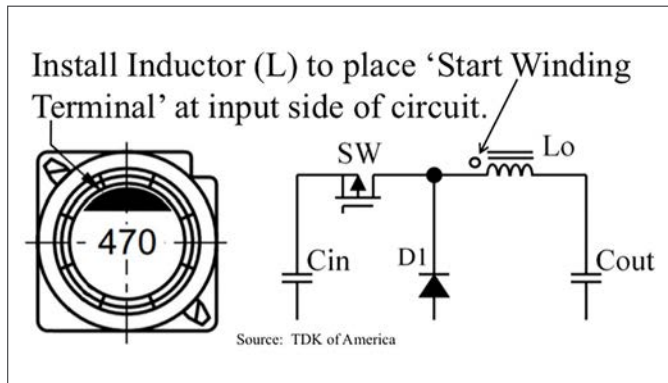 Install Inductor (L) to place ‘Start Winding
Terminal’ at input side of circuit.
SW
Lo
470
Cin
D1
Cout
Source: TDK of America